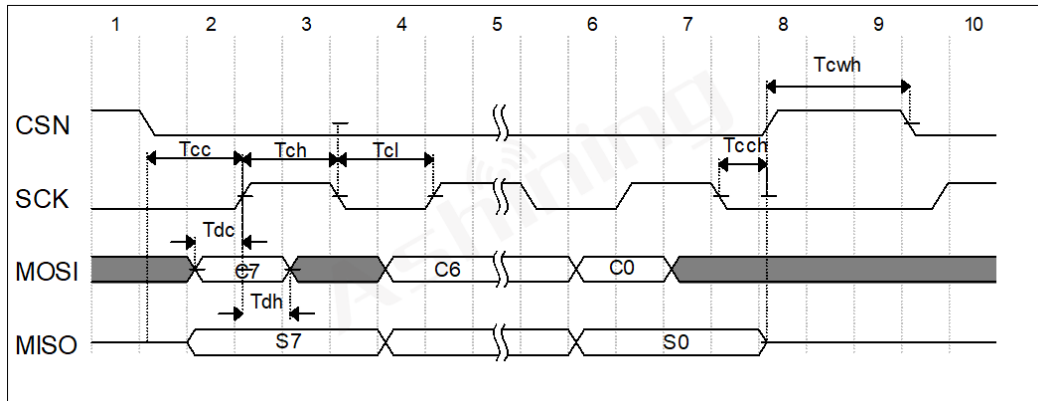 1 2 3 4 5 6 7 8 9 10
Tcwh
CSN
Tcc Tch Tcl Tcch
SCK
Tdc
MOSI C7 C6 C0
Tdh
MISO S7 S0
Ashining